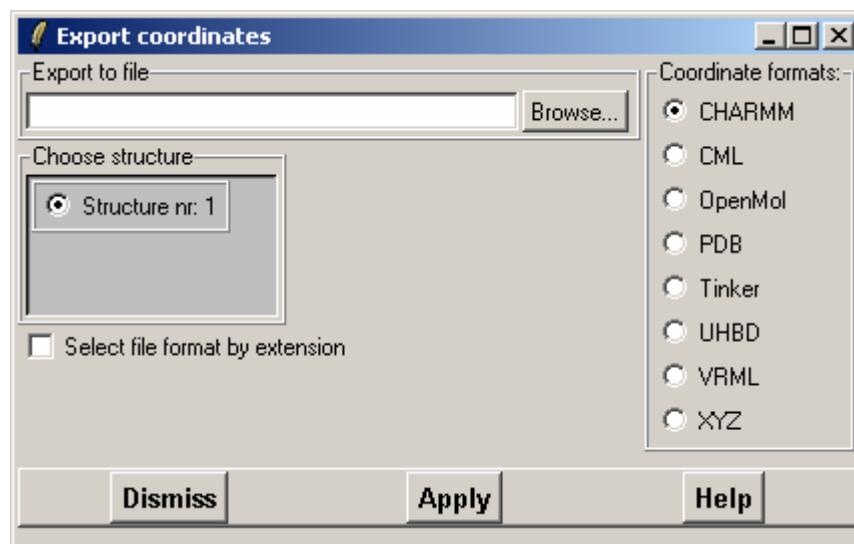 Export coordinates
Export to file
Browse...
Choose structure
Structure nr: 1
Select file format by extension
Coordinate formats:
CHARMM
CML
OpenMol
PDB
Tinker
UHBD
VRML
XYZ
Dismiss
Apply
Help